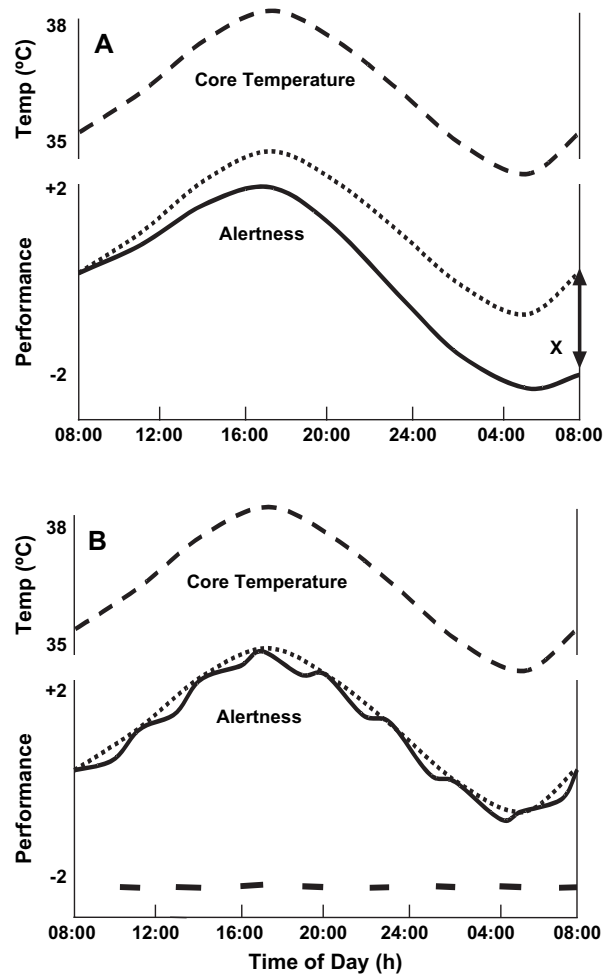 38
A
Temp (ºC)
Core Temperature
35
+2
Alertness
Performance
X
-2
08:00 12:00 16:00 20:00 24:00 04:00 08:00
38
B
Temp (ºC)
Core Temperature
35
+2
Alertness
Performance
-2
08:00 12:00 16:00 20:00 24:00 04:00 08:00
Time of Day (h)